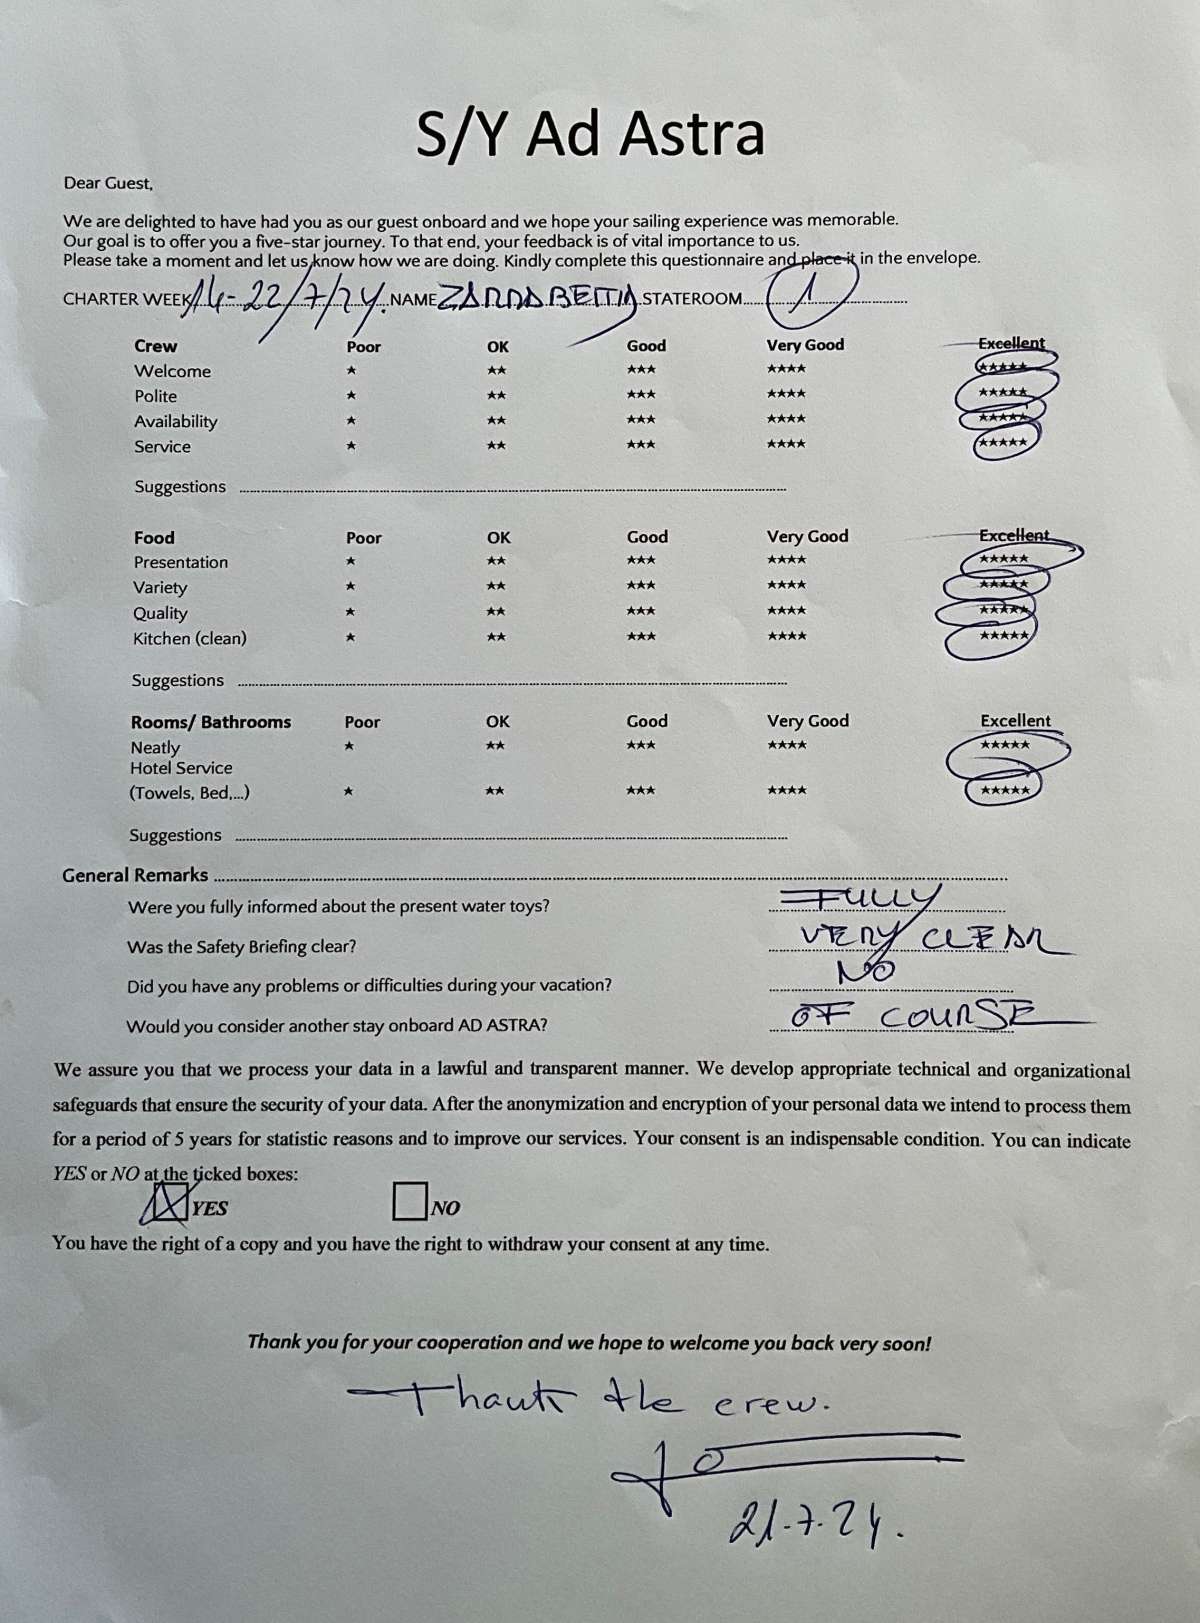 S/Y Ad Astra
Dear Guest,
We are delighted to have had you as our guest onboard and we hope your sailing experience was memorable.
Our goal is to offer you a five-star journey. To that end, your feedback is of vital importance to us.
Please take a moment and let us know how we are doing. Kindly complete this questionnaire and place it in the envelope.
CHARTER WEEK 14-22/7/24. NAME ZARRABEITIA STATEROOM 1
Crew Poor OK Good Very Good Excellent
Welcome ★ ★★ ★★★ ★★★★ ★★★★★
Polite ★ ★★ ★★★ ★★★★ ★★★★★
Availability ★ ★★ ★★★ ★★★★ ★★★★★
Service ★ ★★ ★★★ ★★★★ ★★★★★
Suggestions
Food Poor OK Good Very Good Excellent
Presentation ★ ★★ ★★★ ★★★★ ★★★★★
Variety ★ ★★ ★★★ ★★★★ ★★★★★
Quality ★ ★★ ★★★ ★★★★ ★★★★★
Kitchen (clean) ★ ★★ ★★★ ★★★★ ★★★★★
Suggestions
Rooms/ Bathrooms Poor OK Good Very Good Excellent
Neatly ★ ★★ ★★★ ★★★★ ★★★★★
Hotel Service
(Towels, Bed,...) ★ ★★ ★★★ ★★★★ ★★★★★
Suggestions
General Remarks
Were you fully informed about the present water toys? FULLY
Was the Safety Briefing clear? VERY CLEAR
Did you have any problems or difficulties during your vacation? NO
Would you consider another stay onboard AD ASTRA? OF COURSE
We assure you that we process your data in a lawful and transparent manner. We develop appropriate technical and organizational
safeguards that ensure the security of your data. After the anonymization and encryption of your personal data we intend to process them
for a period of 5 years for statistic reasons and to improve our services. Your consent is an indispensable condition. You can indicate
YES or NO at the ticked boxes:
YES NO
You have the right of a copy and you have the right to withdraw your consent at any time.
Thank you for your cooperation and we hope to welcome you back very soon!
Thank the crew.
21.7.24.